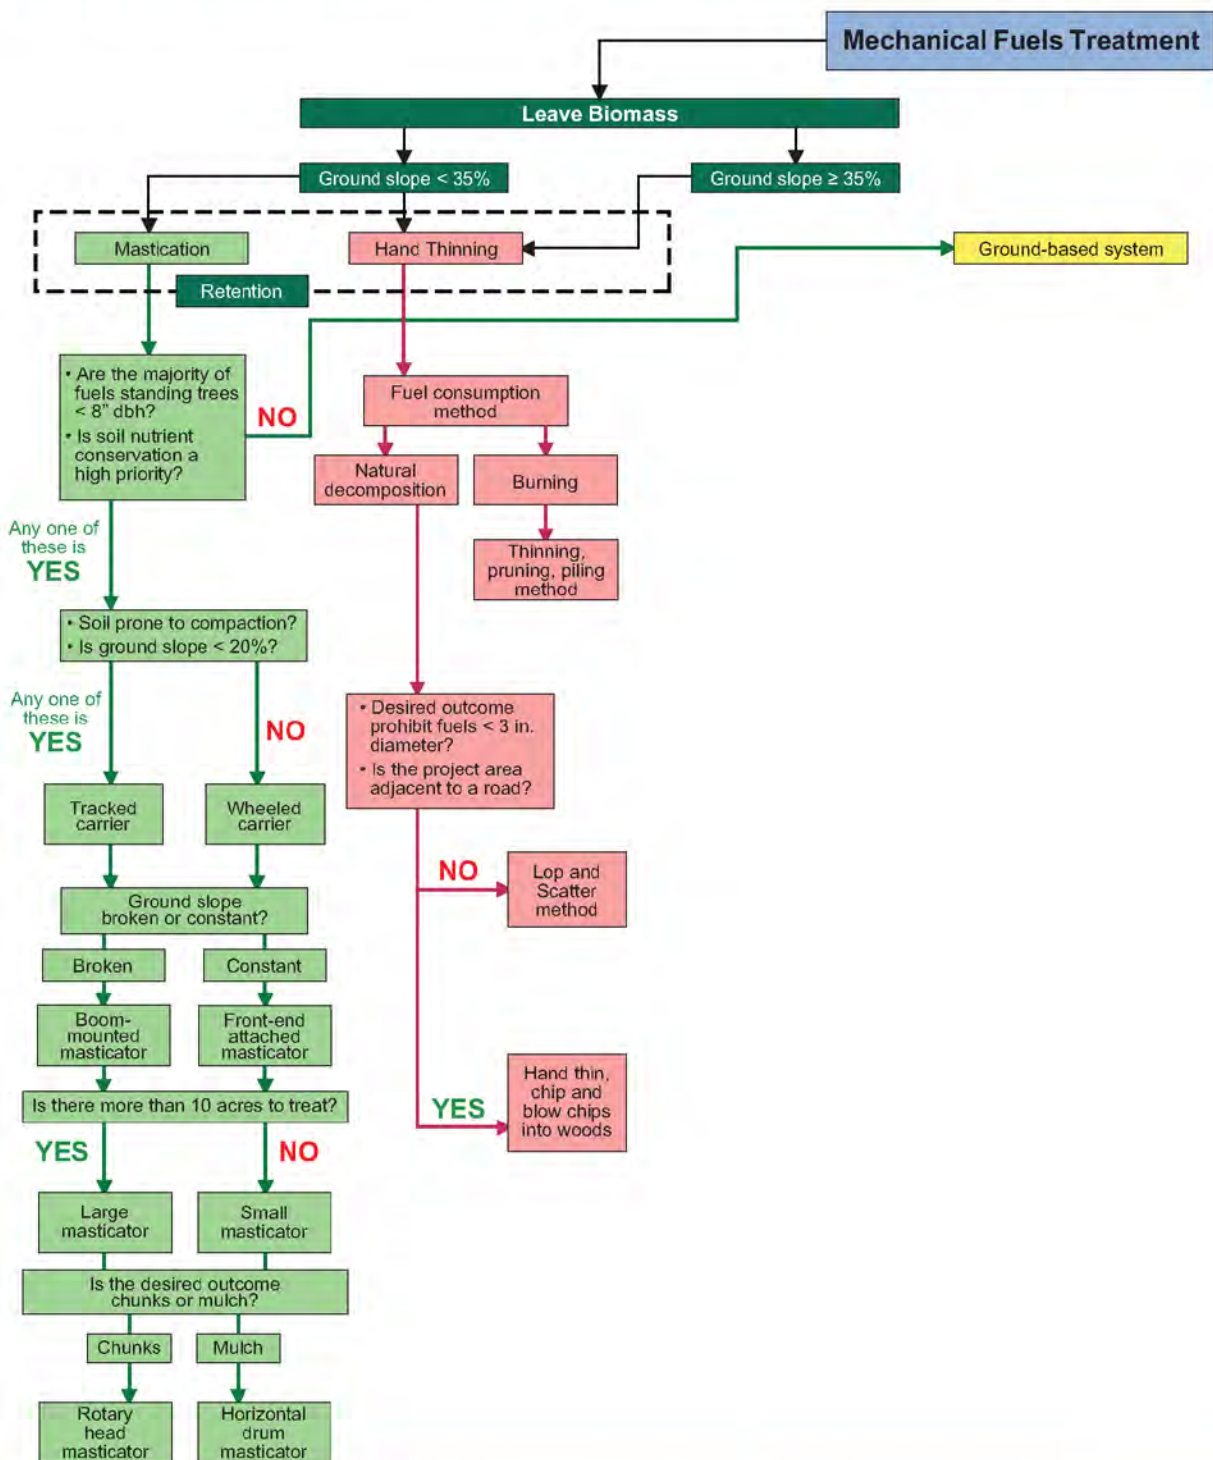 Mechanical Fuels Treatment
Leave Biomass
Ground slope < 35%
Ground slope ≥ 35%
Mastication
Hand Thinning
Ground-based system
Retention
• Are the majority of
fuels standing trees
< 8" dbh?
• Is soil nutrient
conservation a
high priority?
NO
Fuel consumption
method
Natural
decomposition
Burning
Thinning,
pruning, piling
method
Any one of
these is
YES
• Soil prone to compaction?
• Is ground slope < 20%?
Any one of
these is
YES
NO
• Desired outcome
prohibit fuels < 3 in.
diameter?
• Is the project area
adjacent to a road?
Tracked
carrier
Wheeled
carrier
NO
Lop and
Scatter
method
Ground slope
broken or constant?
Broken
Constant
Boom-
mounted
masticator
Front-end
attached
masticator
YES
Hand thin,
chip and
blow chips
into woods
Is there more than 10 acres to treat?
YES
NO
Large
masticator
Small
masticator
Is the desired outcome
chunks or mulch?
Chunks
Mulch
Rotary
head
masticator
Horizontal
drum
masticator